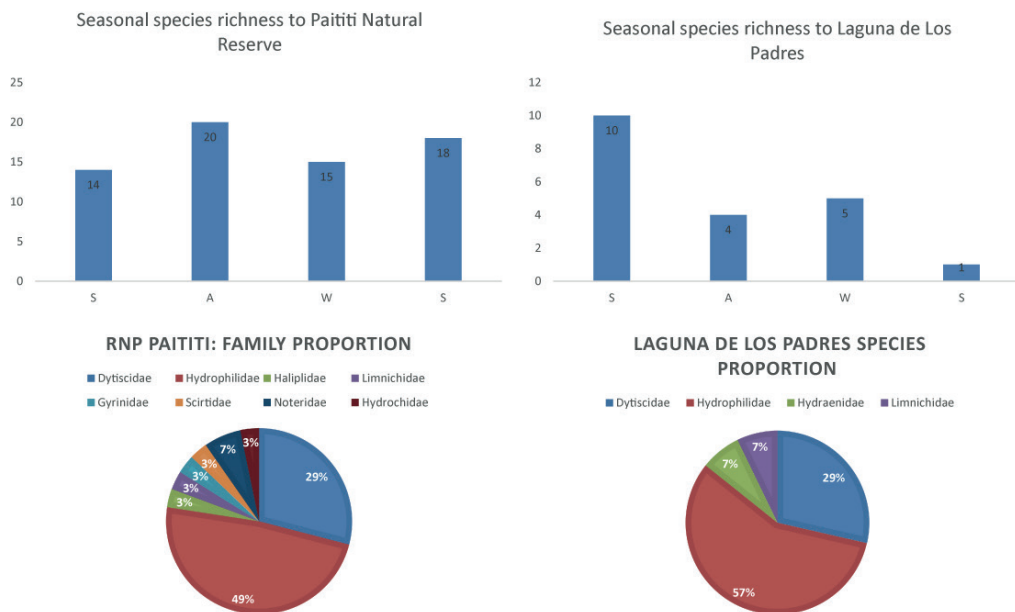 Seasonal species richness to Paititi Natural
Reserve
25
20
15
10
5
0
14
20
15
18
S
A
W
S
Seasonal species richness to Laguna de Los
Padres
12
10
8
6
4
2
0
10
4
5
1
S
A
W
S
RNP PAITITI: FAMILY PROPORTION
Dytiscidae Hydrophilidae Haliplidae Limnichidae
Gyrinidae Scirtidae Noteridae Hydrochidae
3%
7%
3%
3%
3%
3%
29%
49%
LAGUNA DE LOS PADRES SPECIES
PROPORTION
Dytiscidae Hydrophilidae Hydraenidae Limnichidae
7%
7%
29%
57%